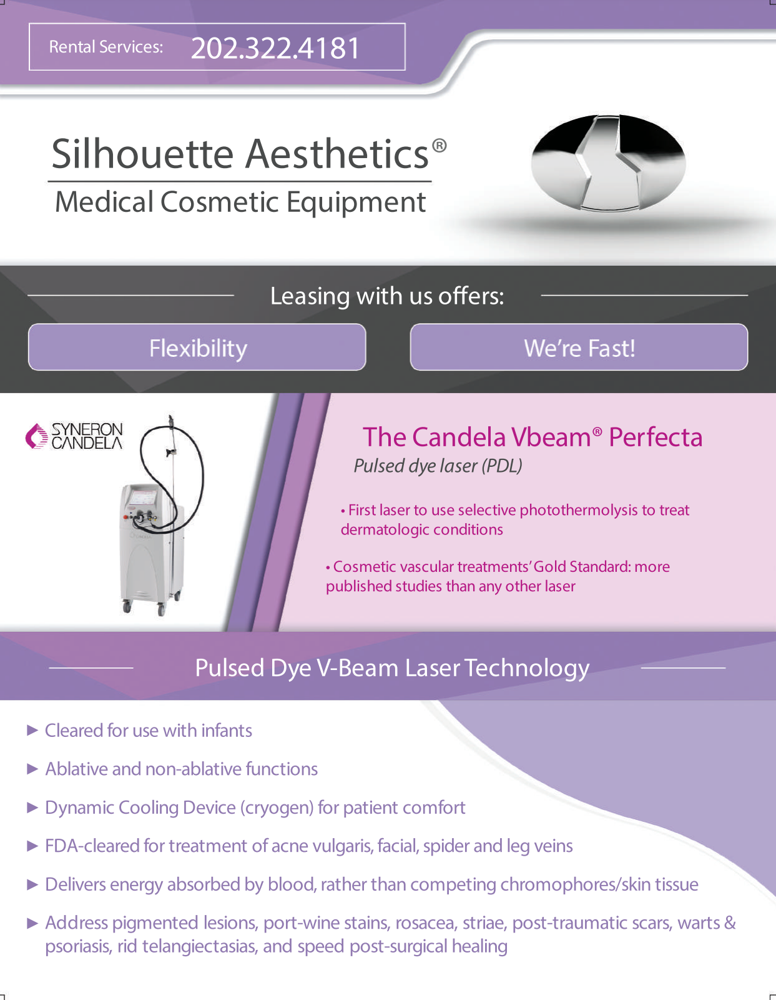 Rental Services: 202.322.4181
Silhouette Aesthetics®
Medical Cosmetic Equipment
Leasing with us offers:
Flexibility
We're Fast!
SYNERON
CANDELA
The Candela Vbeam® Perfecta
Pulsed dye laser (PDL)
• First laser to use selective photothermolysis to treat
dermatologic conditions
• Cosmetic vascular treatments' Gold Standard: more
published studies than any other laser
Pulsed Dye V-Beam Laser Technology
► Cleared for use with infants
► Ablative and non-ablative functions
► Dynamic Cooling Device (cryogen) for patient comfort
► FDA-cleared for treatment of acne vulgaris, facial, spider and leg veins
► Delivers energy absorbed by blood, rather than competing chromophores/skin tissue
► Address pigmented lesions, port-wine stains, rosacea, striae, post-traumatic scars, warts &
psoriasis, rid telangiectasias, and speed post-surgical healing